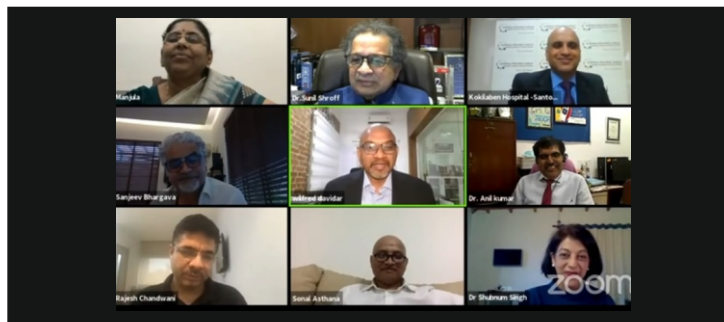 Manjula
Dr.Sunil Shroff
Kokilaben Hospital -Santo...
Sanjeev Bhargava
wilfred davidar
Dr. Anil kumar
Rajesh Chandwani
Sonal Asthana
Dr Shubnum Singh
zoom